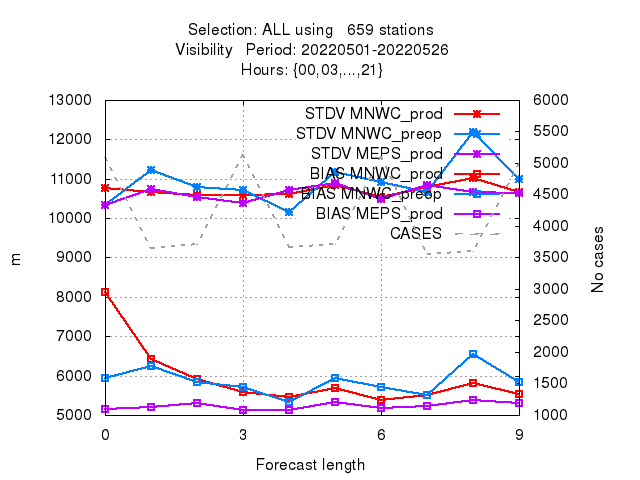 Selection: ALL using   659 stations
Visibility   Period: 20220501-20220526
Hours: {00,03,...,21}
13000
12000
11000
10000
9000
8000
7000
6000
5000
m
6000
5500
5000
4500
4000
3500
3000
2500
2000
1500
1000
No cases
STDV MNWC_prod
STDV MNWC_preop
STDV MEPS_prod
BIAS MNWC_prod
BIAS MNWC_preop
BIAS MEPS_prod
CASES
0 3 6 9
Forecast length